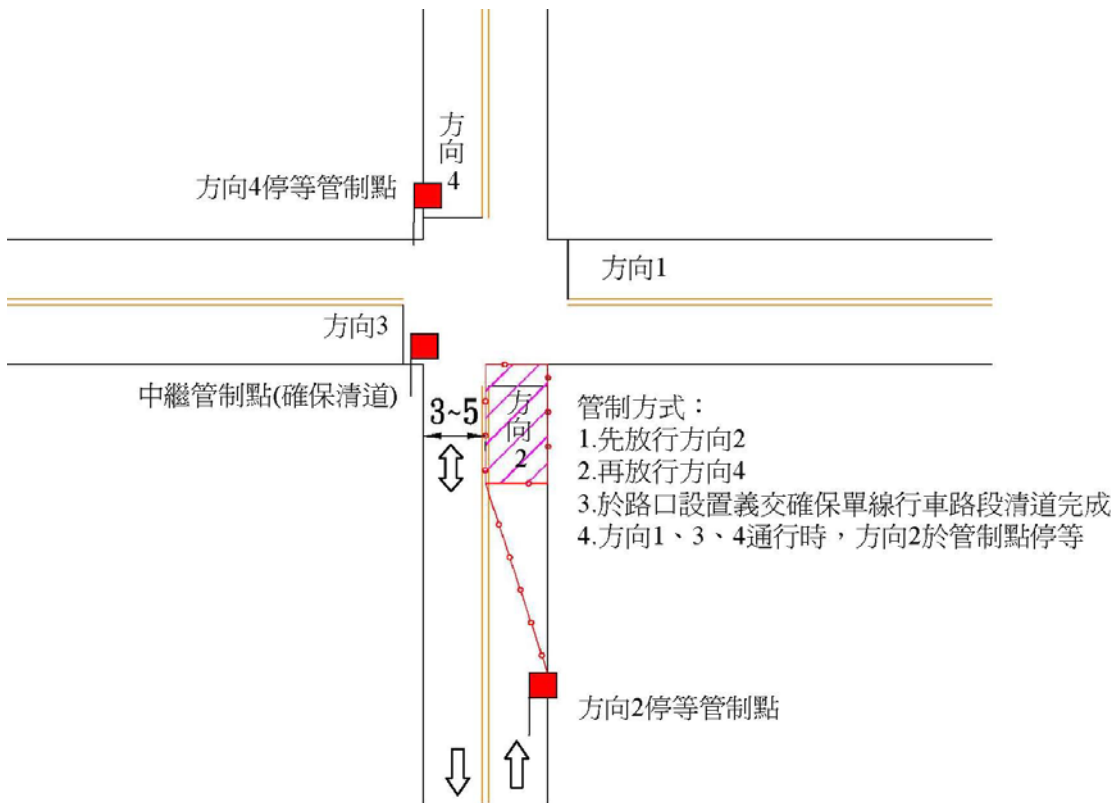 方向4
方向4停等管制點
方向1
方向3
中繼管制點(確保清道)
3~5
方向2
管制方式：
1.先放行方向2
2.再放行方向4
3.於路口設置義交確保單線行車路段清道完成
4.方向1、3、4通行時，方向2於管制點停等
方向2停等管制點